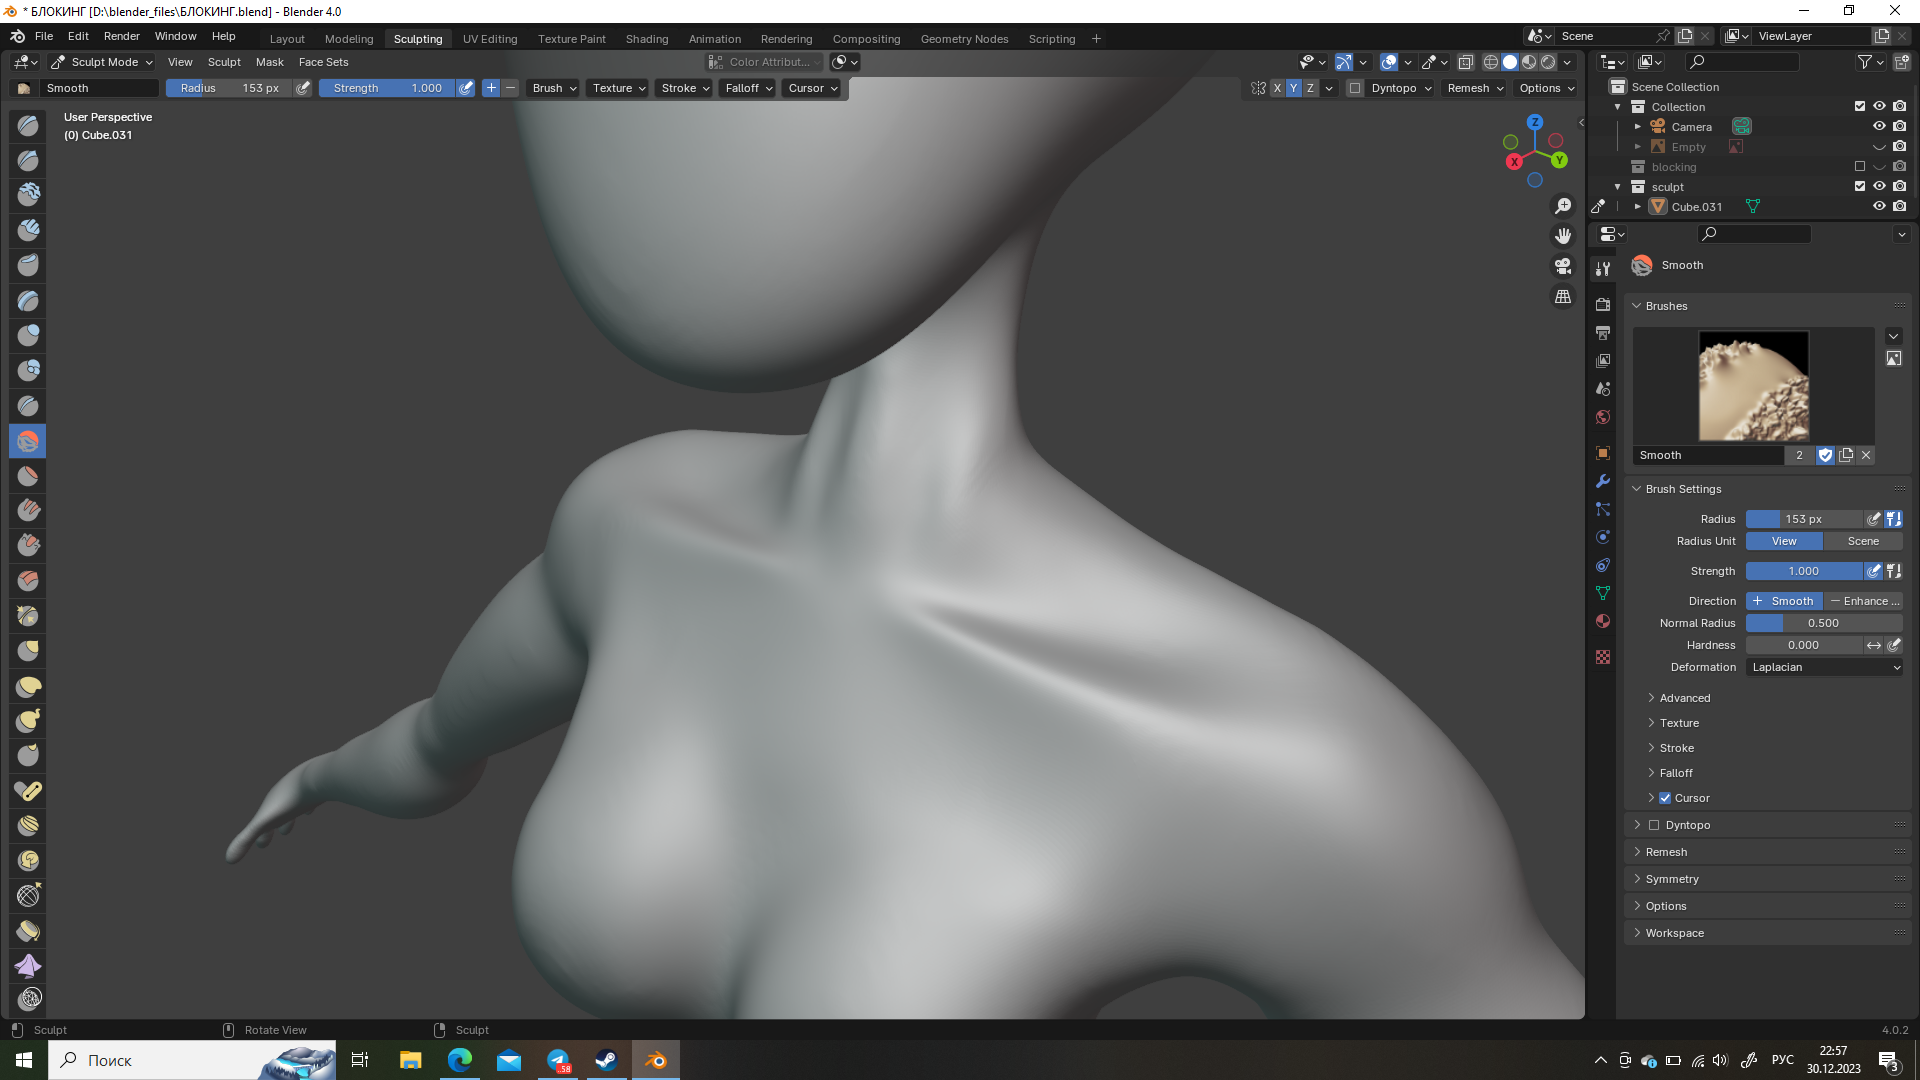 * БЛОКИНГ [D:\blender_files\БЛОКИНГ.blend] - Blender 4.0
File Edit Render Window Help Layout Modeling Sculpting UV Editing Texture Paint Shading Animation Rendering Compositing Geometry Nodes Scripting + Scene ViewLayer
Sculpt Mode View Sculpt Mask Face Sets Color Attribut...
Smooth Radius 153 px Strength 1.000 + − Brush Texture Stroke Falloff Cursor X Y Z Dyntopo Remesh Options
User Perspective
(0) Cube.031
Z
X
Y
Scene Collection
Collection
Camera
Empty
blocking
sculpt
Cube.031
Smooth
Brushes
Smooth 2
Brush Settings
Radius 153 px
Radius Unit View Scene
Strength 1.000
Direction + Smooth − Enhance ...
Normal Radius 0.500
Hardness 0.000
Deformation Laplacian
Advanced
Texture
Stroke
Falloff
Cursor
Dyntopo
Remesh
Symmetry
Options
Workspace
Sculpt Rotate View Sculpt 4.0.2
Поиск
.58
РУС
22:57
30.12.2023
3